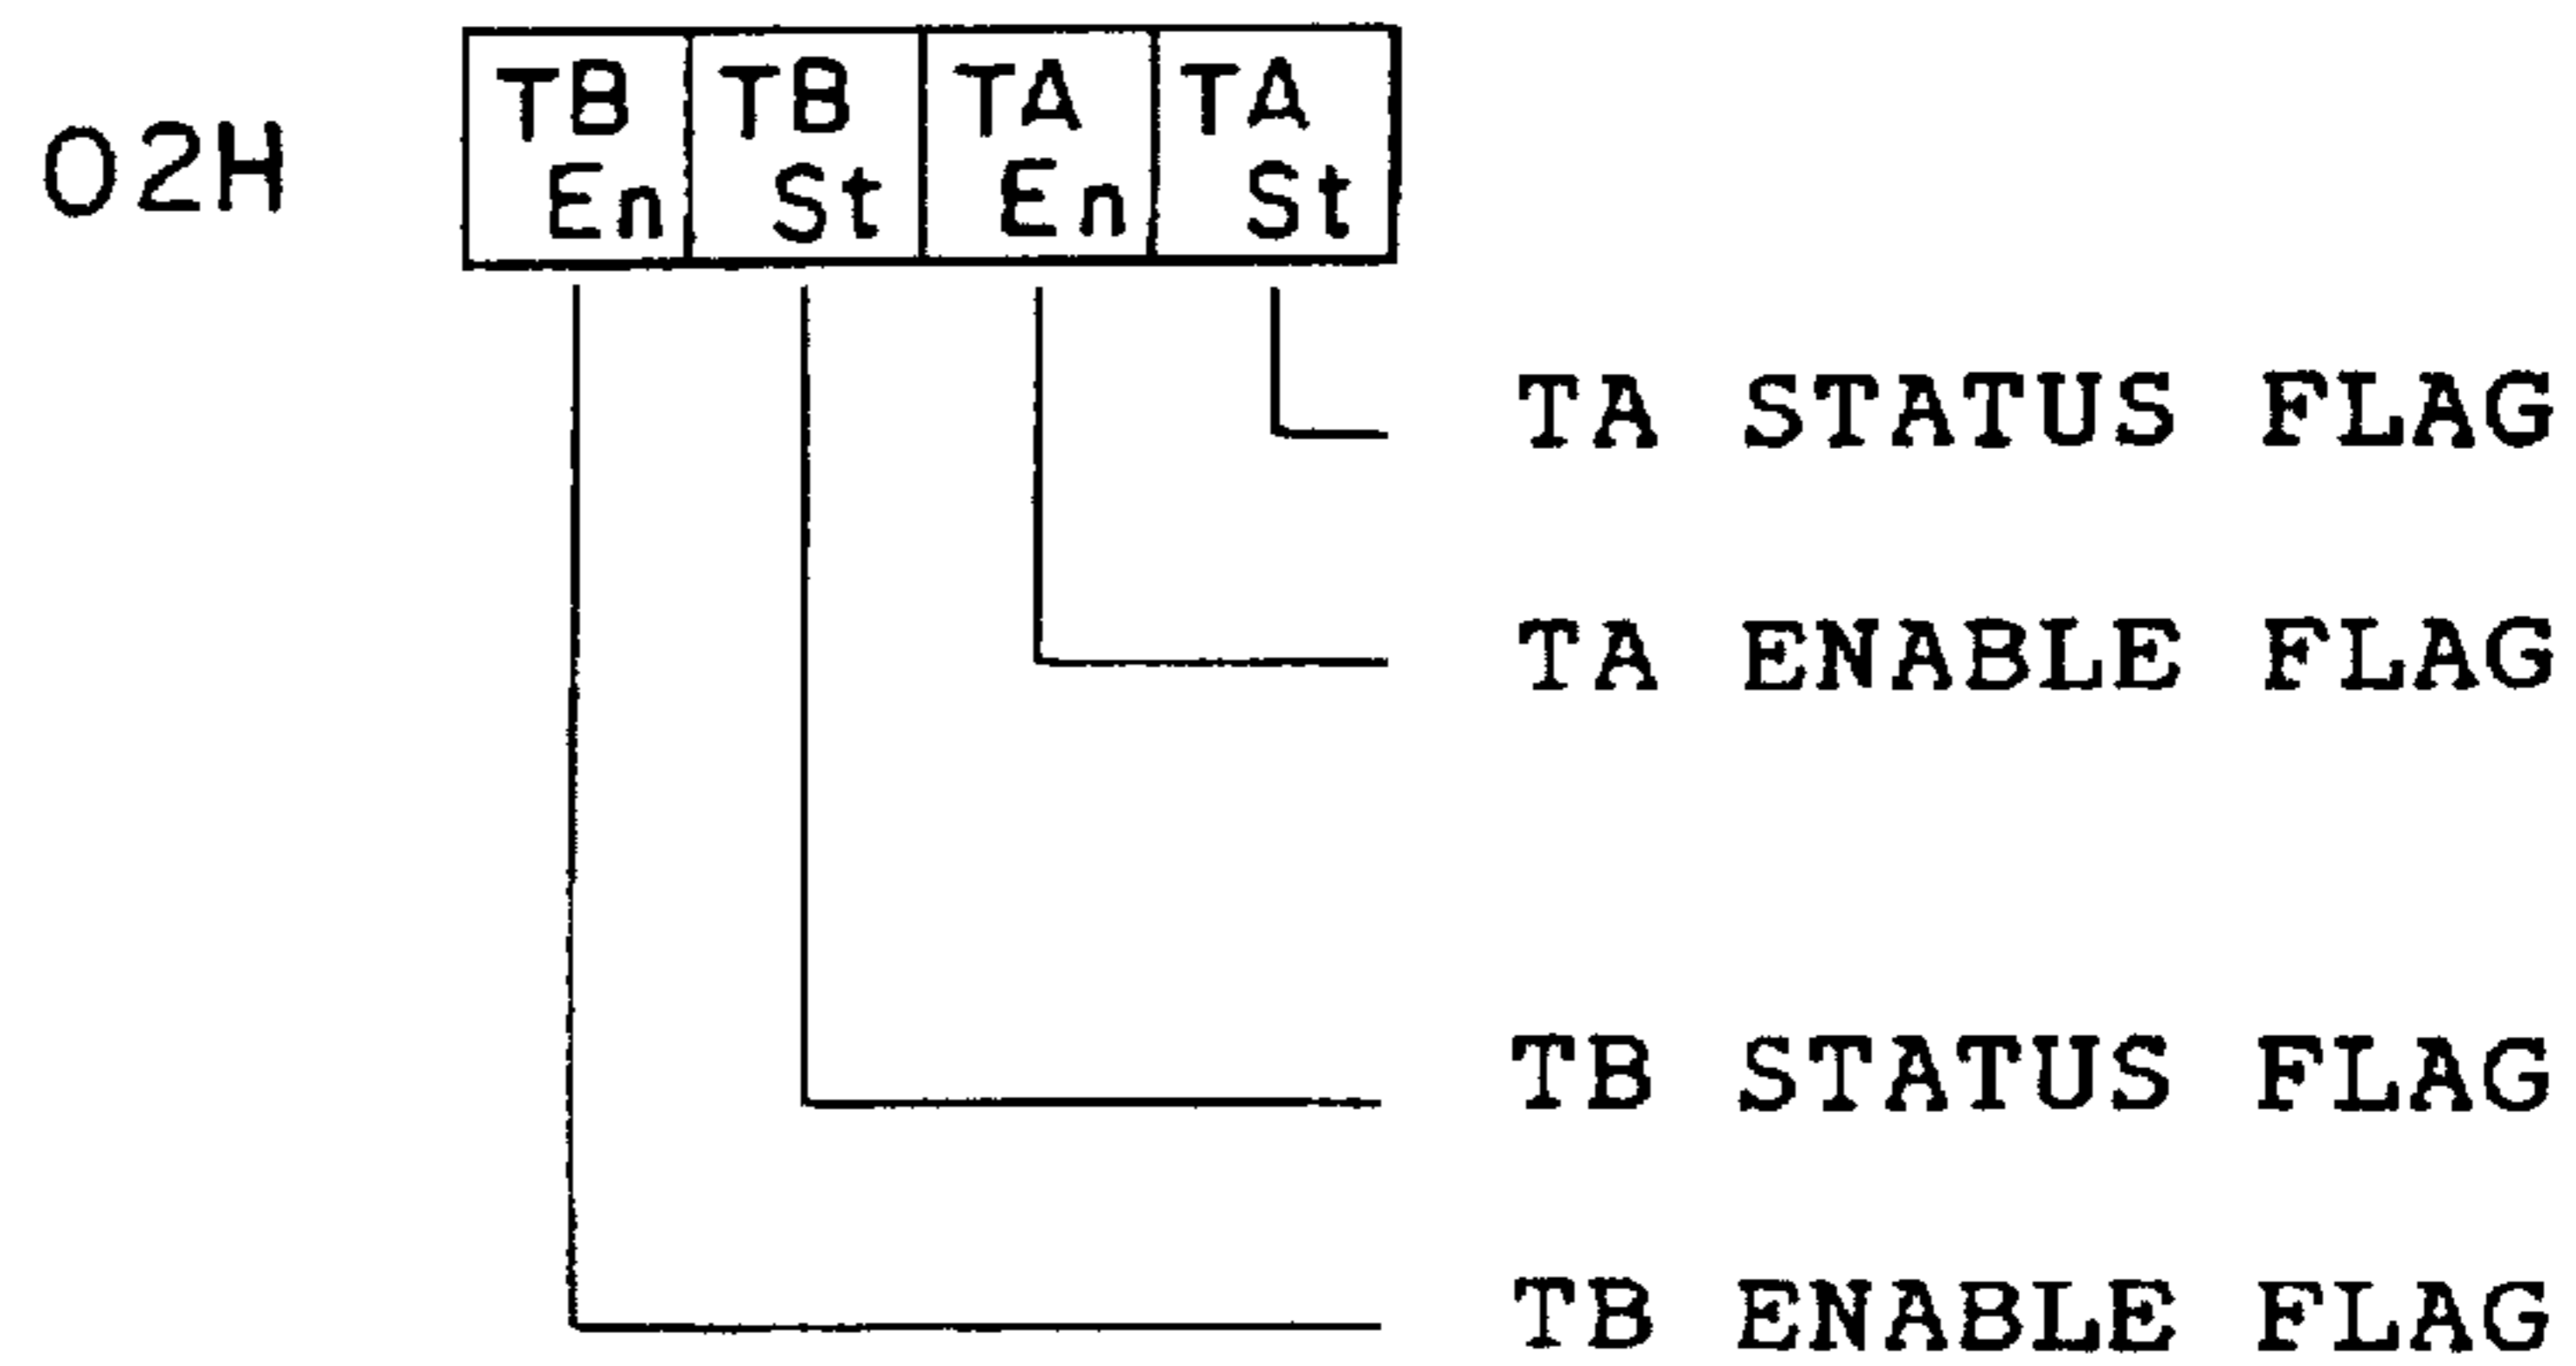 02H
TB En TB St TA En TA St
TA STATUS FLAG
TA ENABLE FLAG
TB STATUS FLAG
TB ENABLE FLAG